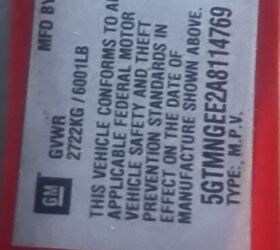 MFD BY
GM
GVWR
2722KG / 6001LB
THIS VEHICLE CONFORMS TO A
APPLICABLE FEDERAL MOTOR
VEHICLE SAFETY AND THEFT
PREVENTION STANDARDS IN
EFFECT ON THE DATE OF
MANUFACTURE SHOWN ABOVE.
5GTMNGEE2A8114769
TYPE: M.P.V.